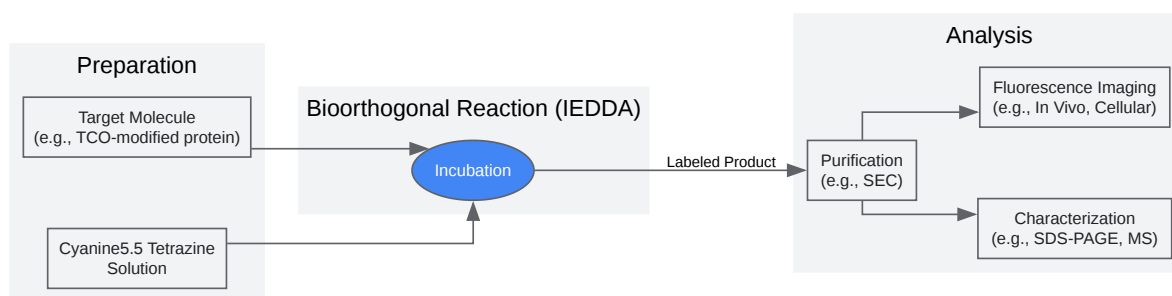 Preparation
Target Molecule
(e.g., TCO-modified protein)
Cyanine5.5 Tetrazine
Solution
Bioorthogonal Reaction (IEDDA)
Incubation
Labeled Product
Analysis
Purification
(e.g., SEC)
Fluorescence Imaging
(e.g., In Vivo, Cellular)
Characterization
(e.g., SDS-PAGE, MS)